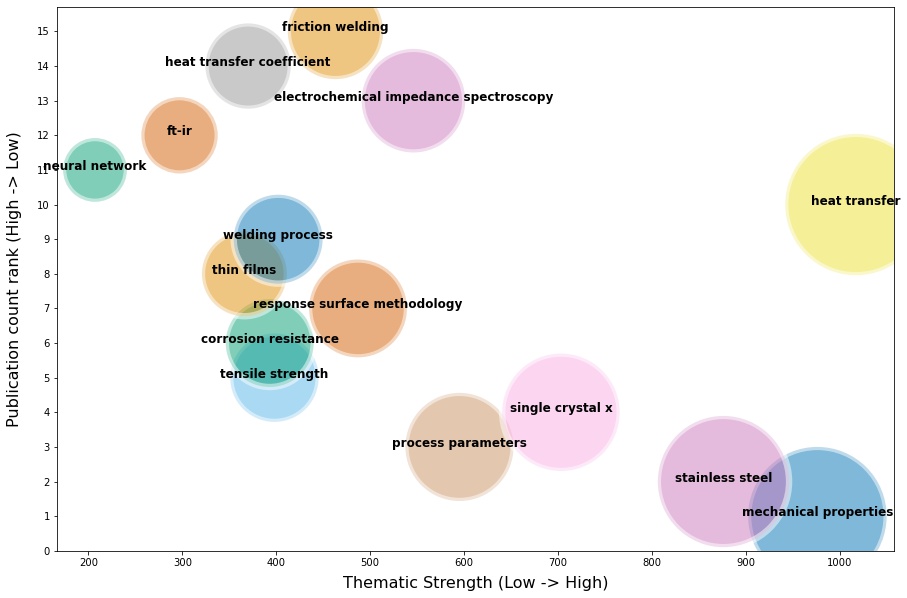 15
14
13
12
11
10
9
8
7
6
5
4
3
2
1
0
Publication count rank (High -> Low)
friction welding
heat transfer coefficient
electrochemical impedance spectroscopy
ft-ir
neural network
heat transfer
welding process
thin films
response surface methodology
corrosion resistance
tensile strength
single crystal x
process parameters
stainless steel
mechanical properties
200 300 400 500 600 700 800 900 1000
Thematic Strength (Low -> High)